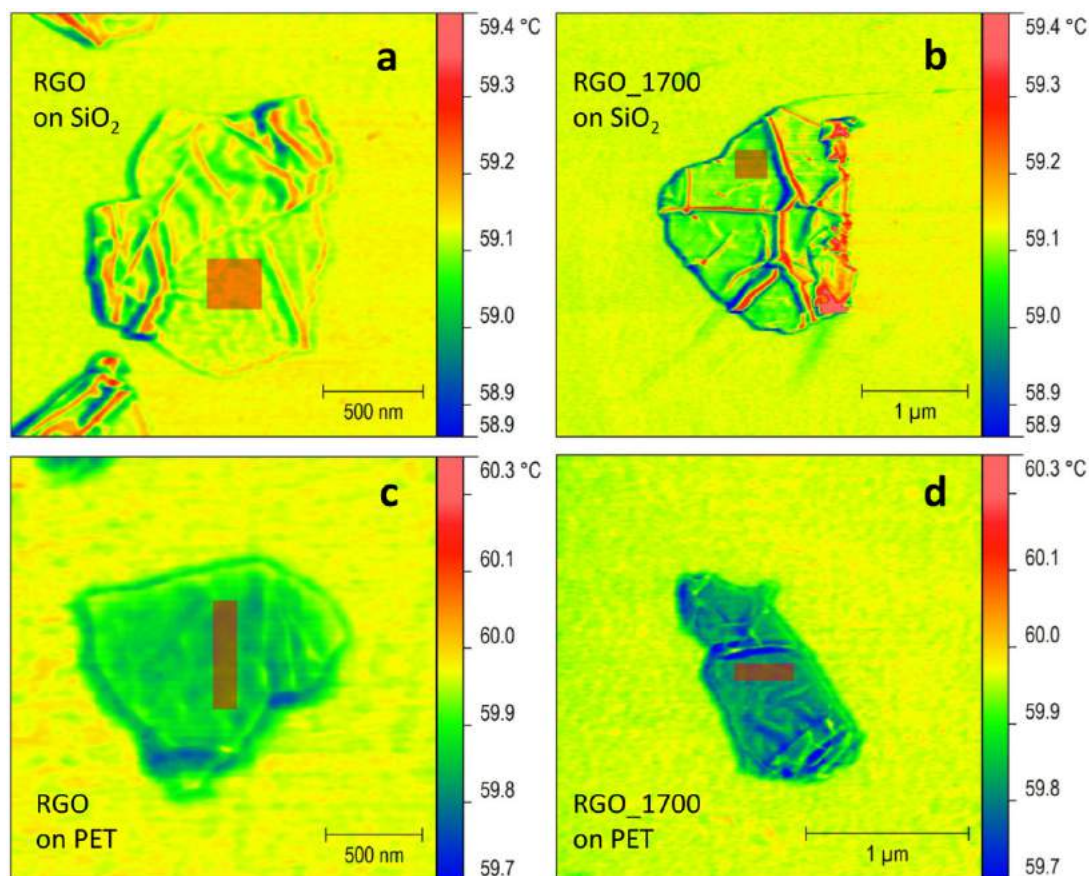 a
RGO
on SiO₂
500 nm
59.4 °C
59.3
59.2
59.1
59.0
58.9
58.9
b
RGO_1700
on SiO₂
1 µm
59.4 °C
59.3
59.2
59.1
59.0
58.9
58.9
c
RGO
on PET
500 nm
60.3 °C
60.1
60.0
59.9
59.8
59.7
d
RGO_1700
on PET
1 µm
60.3 °C
60.1
60.0
59.9
59.8
59.7